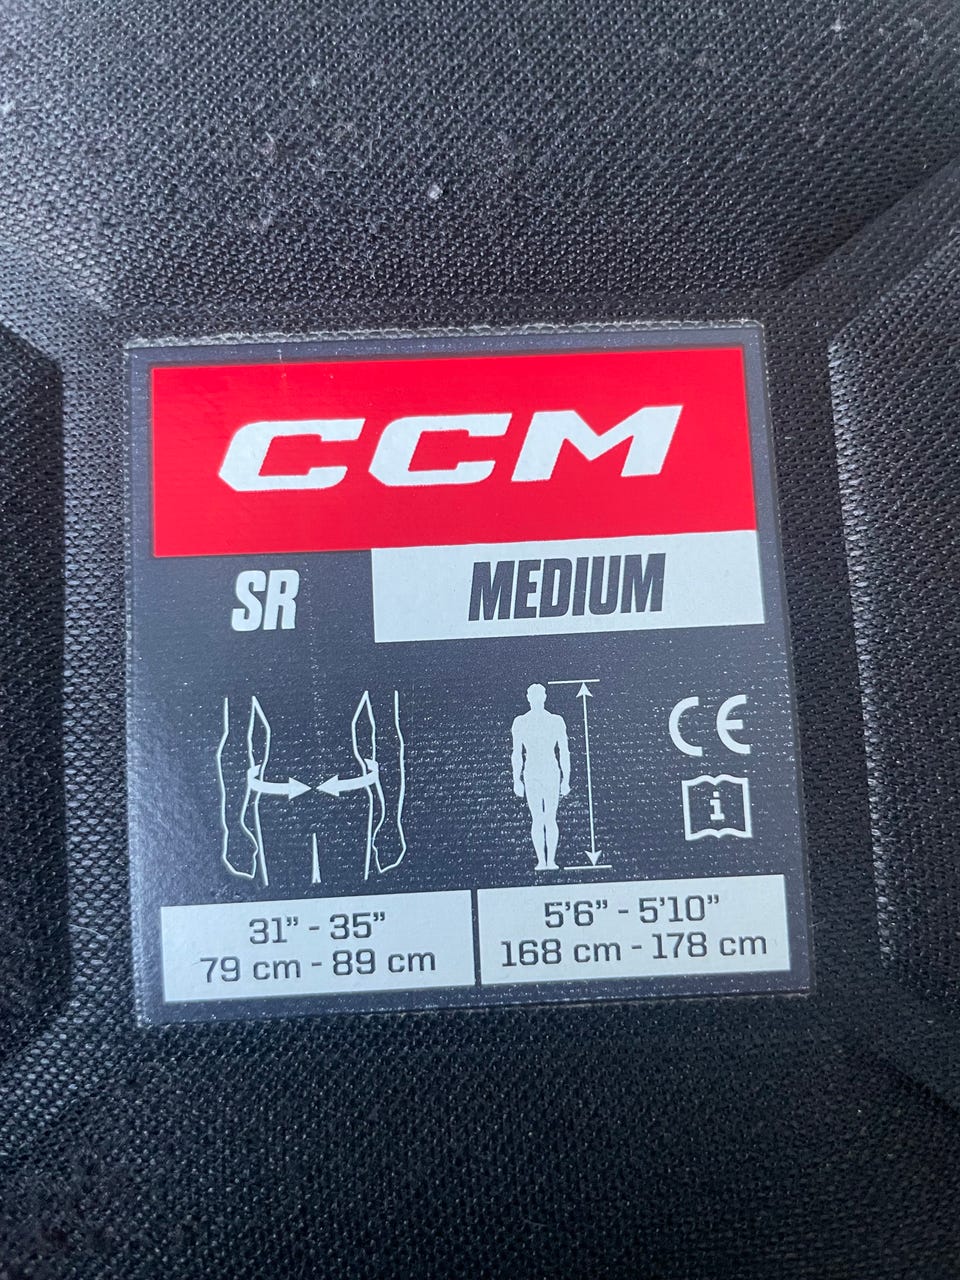 CCM
SR
MEDIUM
CE
i
31” - 35”
79 cm - 89 cm
5’6” - 5’10”
168 cm - 178 cm